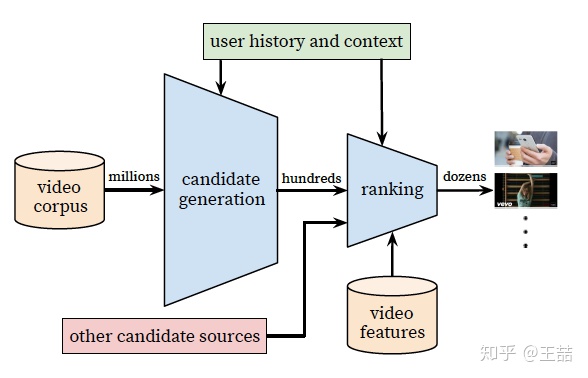 user history and context
video
corpus
millions
candidate
generation
hundreds
ranking
dozens
vevo
other candidate sources
video
features
知乎 @王喆